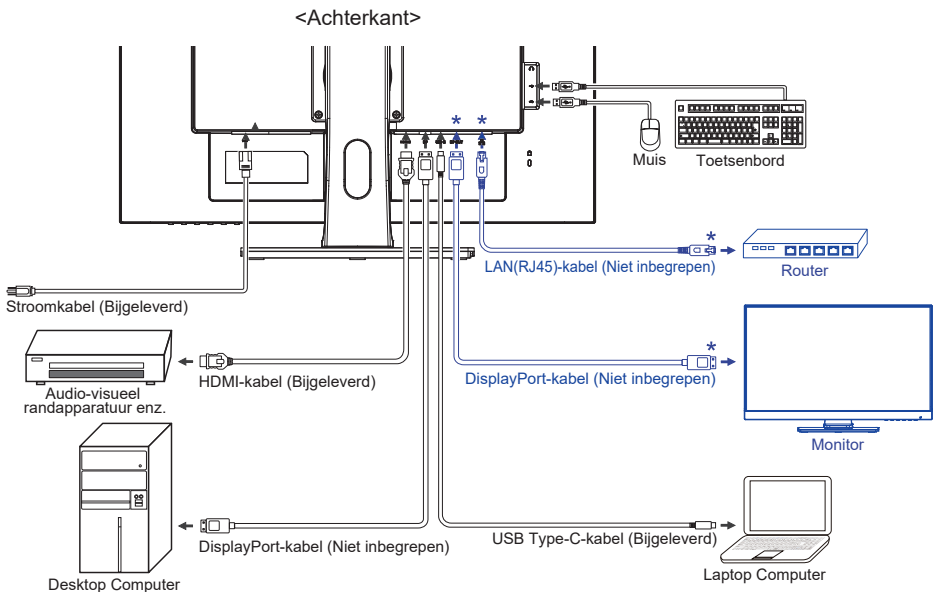 <Achterkant>
* *
Muis
Toetsenbord
*
LAN(RJ45)-kabel (Niet inbegrepen)
Router
Stroomkabel (Bijgeleverd)
*
HDMI-kabel (Bijgeleverd)
DisplayPort-kabel (Niet inbegrepen)
Audio-visueel
randapparatuur enz.
Monitor
DisplayPort-kabel (Niet inbegrepen)
USB Type-C-kabel (Bijgeleverd)
Desktop Computer
Laptop Computer